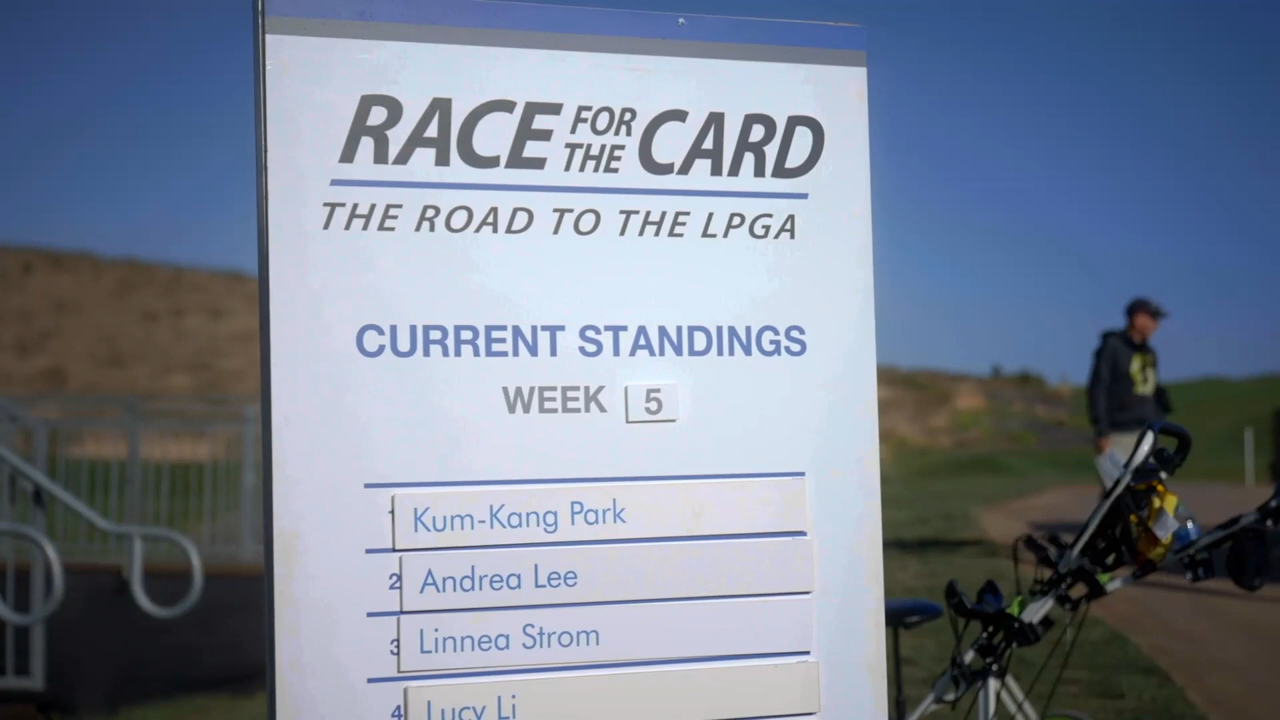 RACE FOR THE CARD
THE ROAD TO THE LPGA
CURRENT STANDINGS
WEEK 5
1 Kum-Kang Park
2 Andrea Lee
3 Linnea Strom
4 Lucy Li